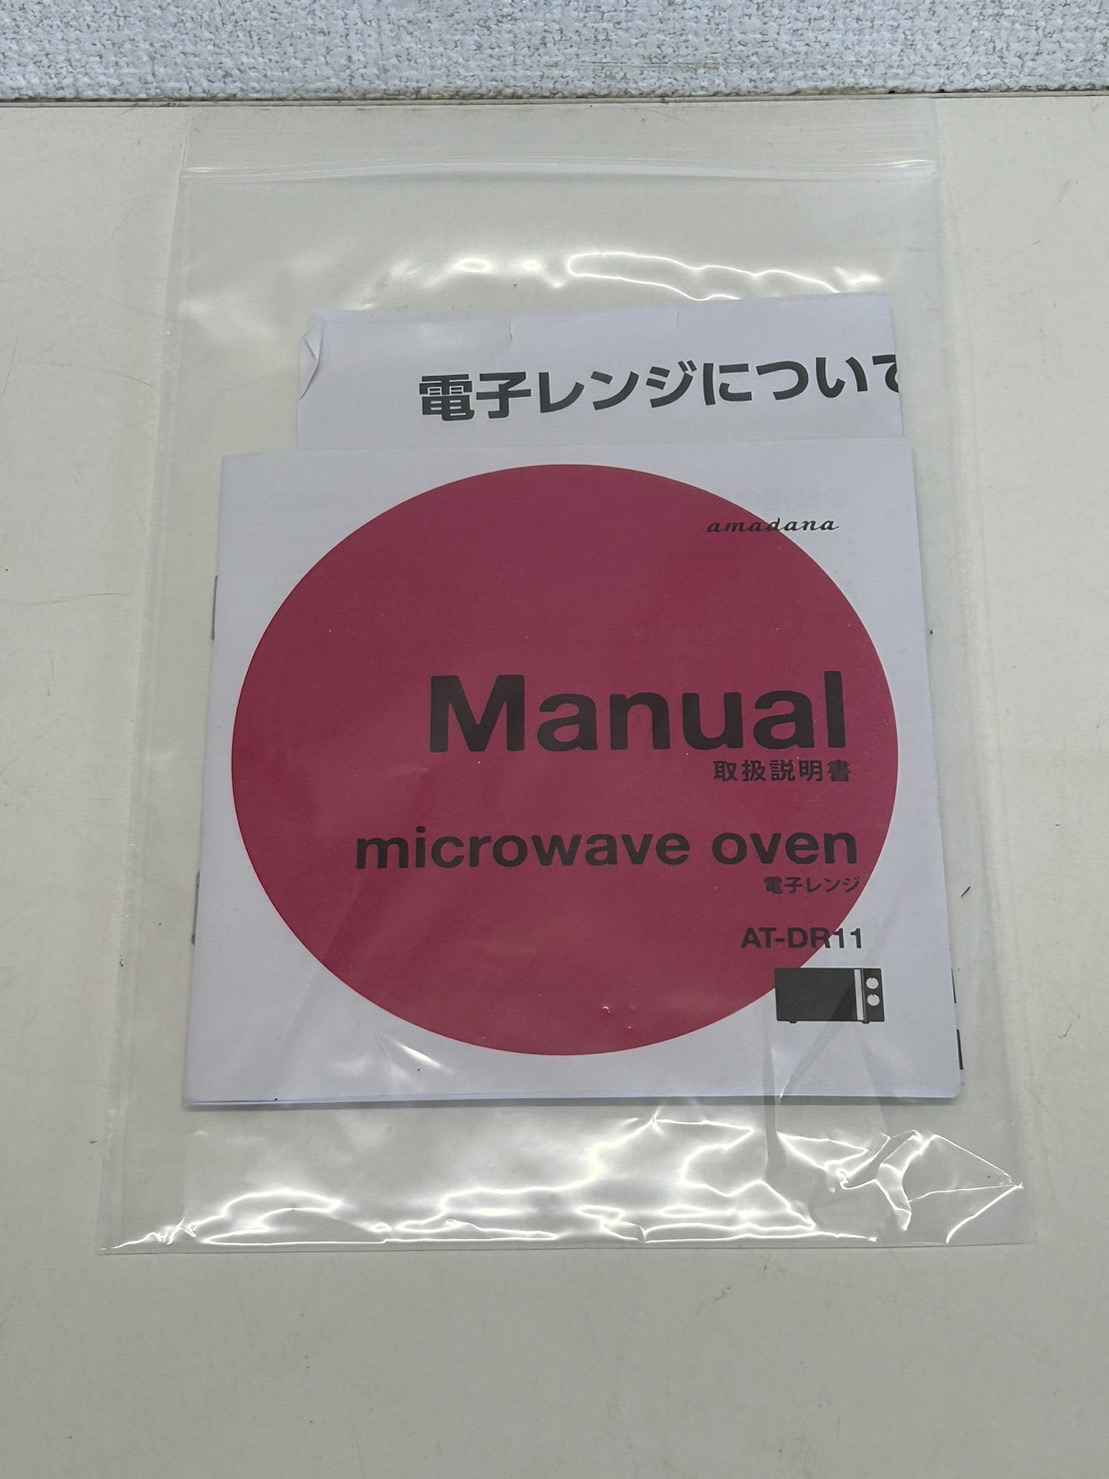 電子レンジについて
amadana
Manual
取扱説明書
microwave oven
電子レンジ
AT-DR11